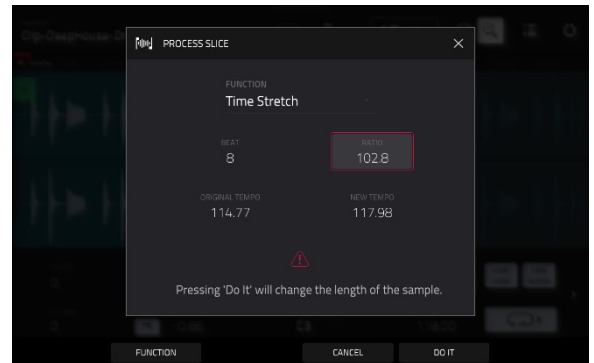 PROCESS SLICE
FUNCTION
Time Stretch
BEAT
RATIO
8
102.8
ORIGINAL TEMPO
NEW TEMPO
114.77
117.98
Pressing 'Do It' will change the length of the sample.
FUNCTION
CANCEL
DO IT